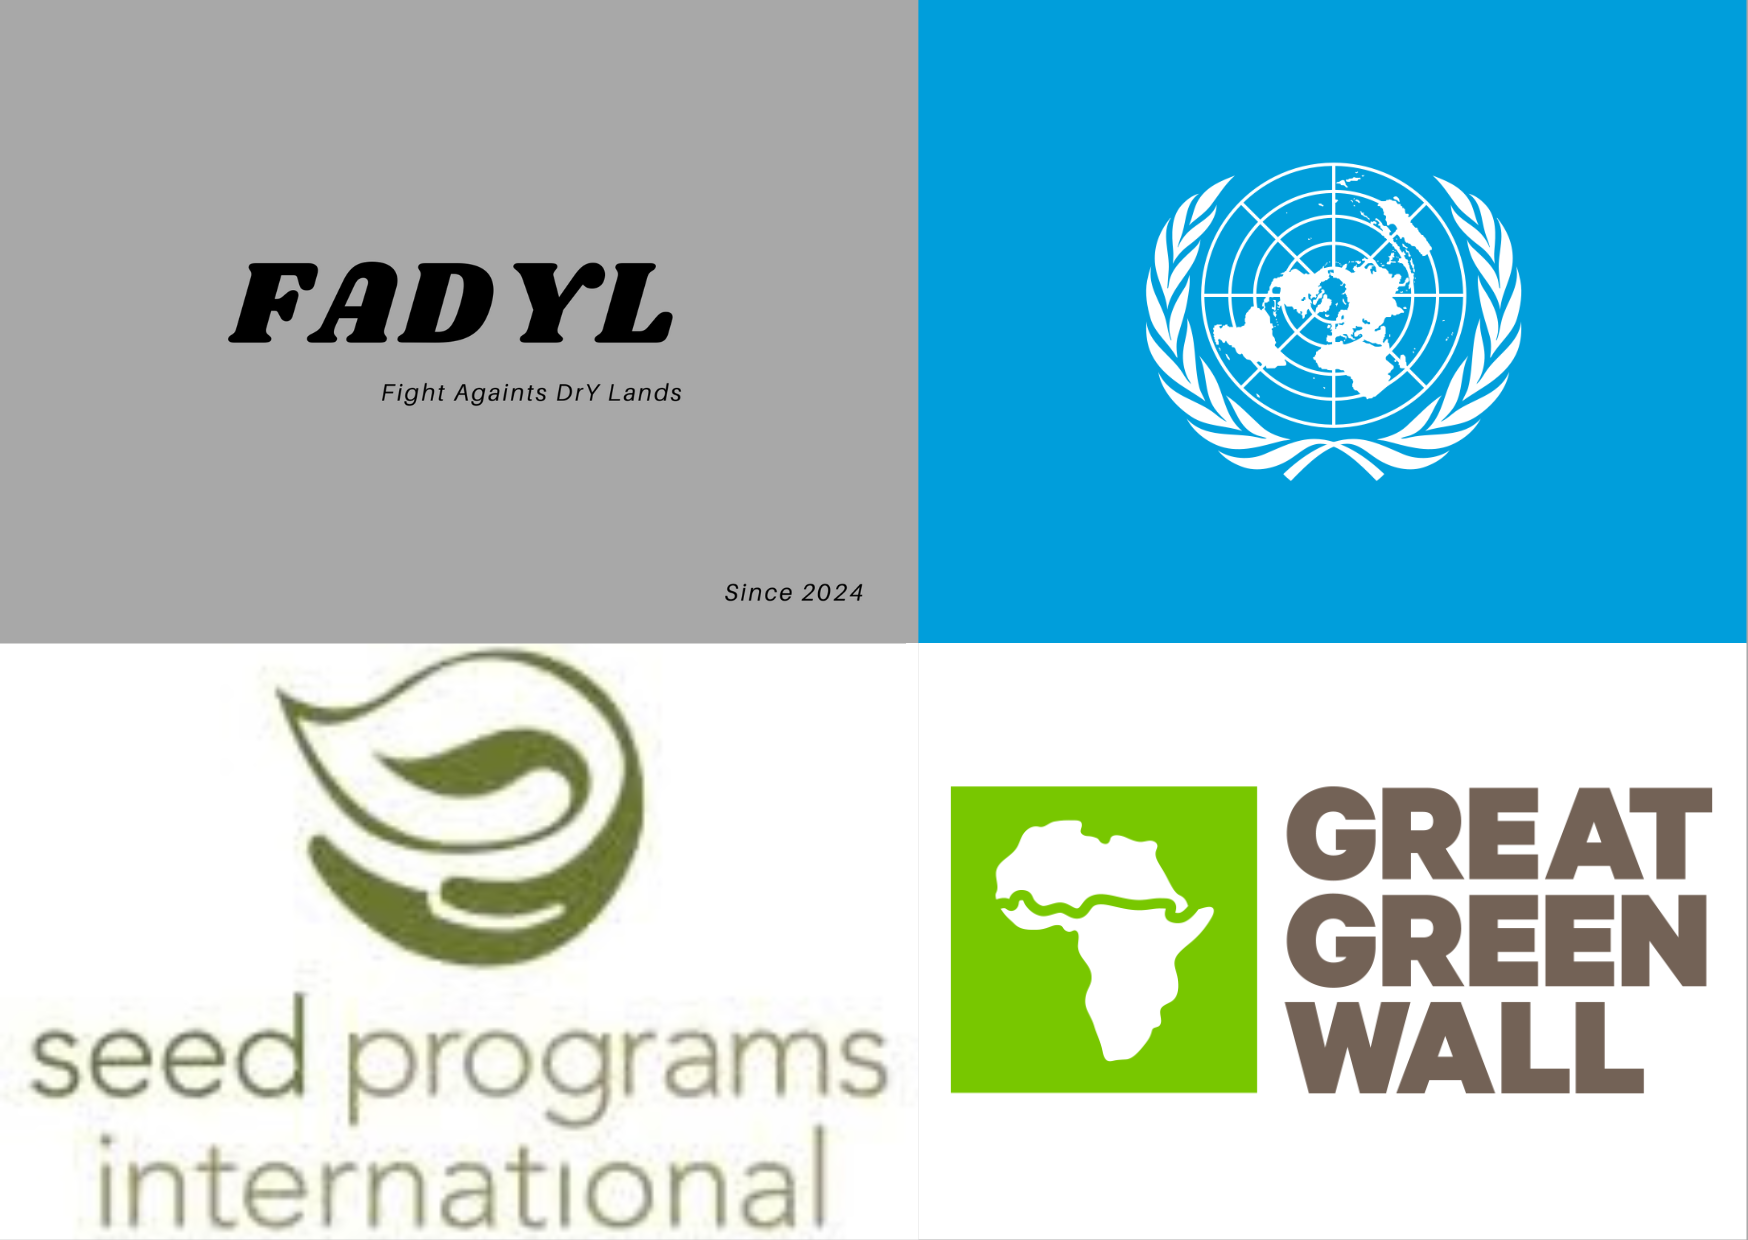 FADYL
Fight Againts DrY Lands
Since 2024
seed programs
international
GREAT
GREEN
WALL